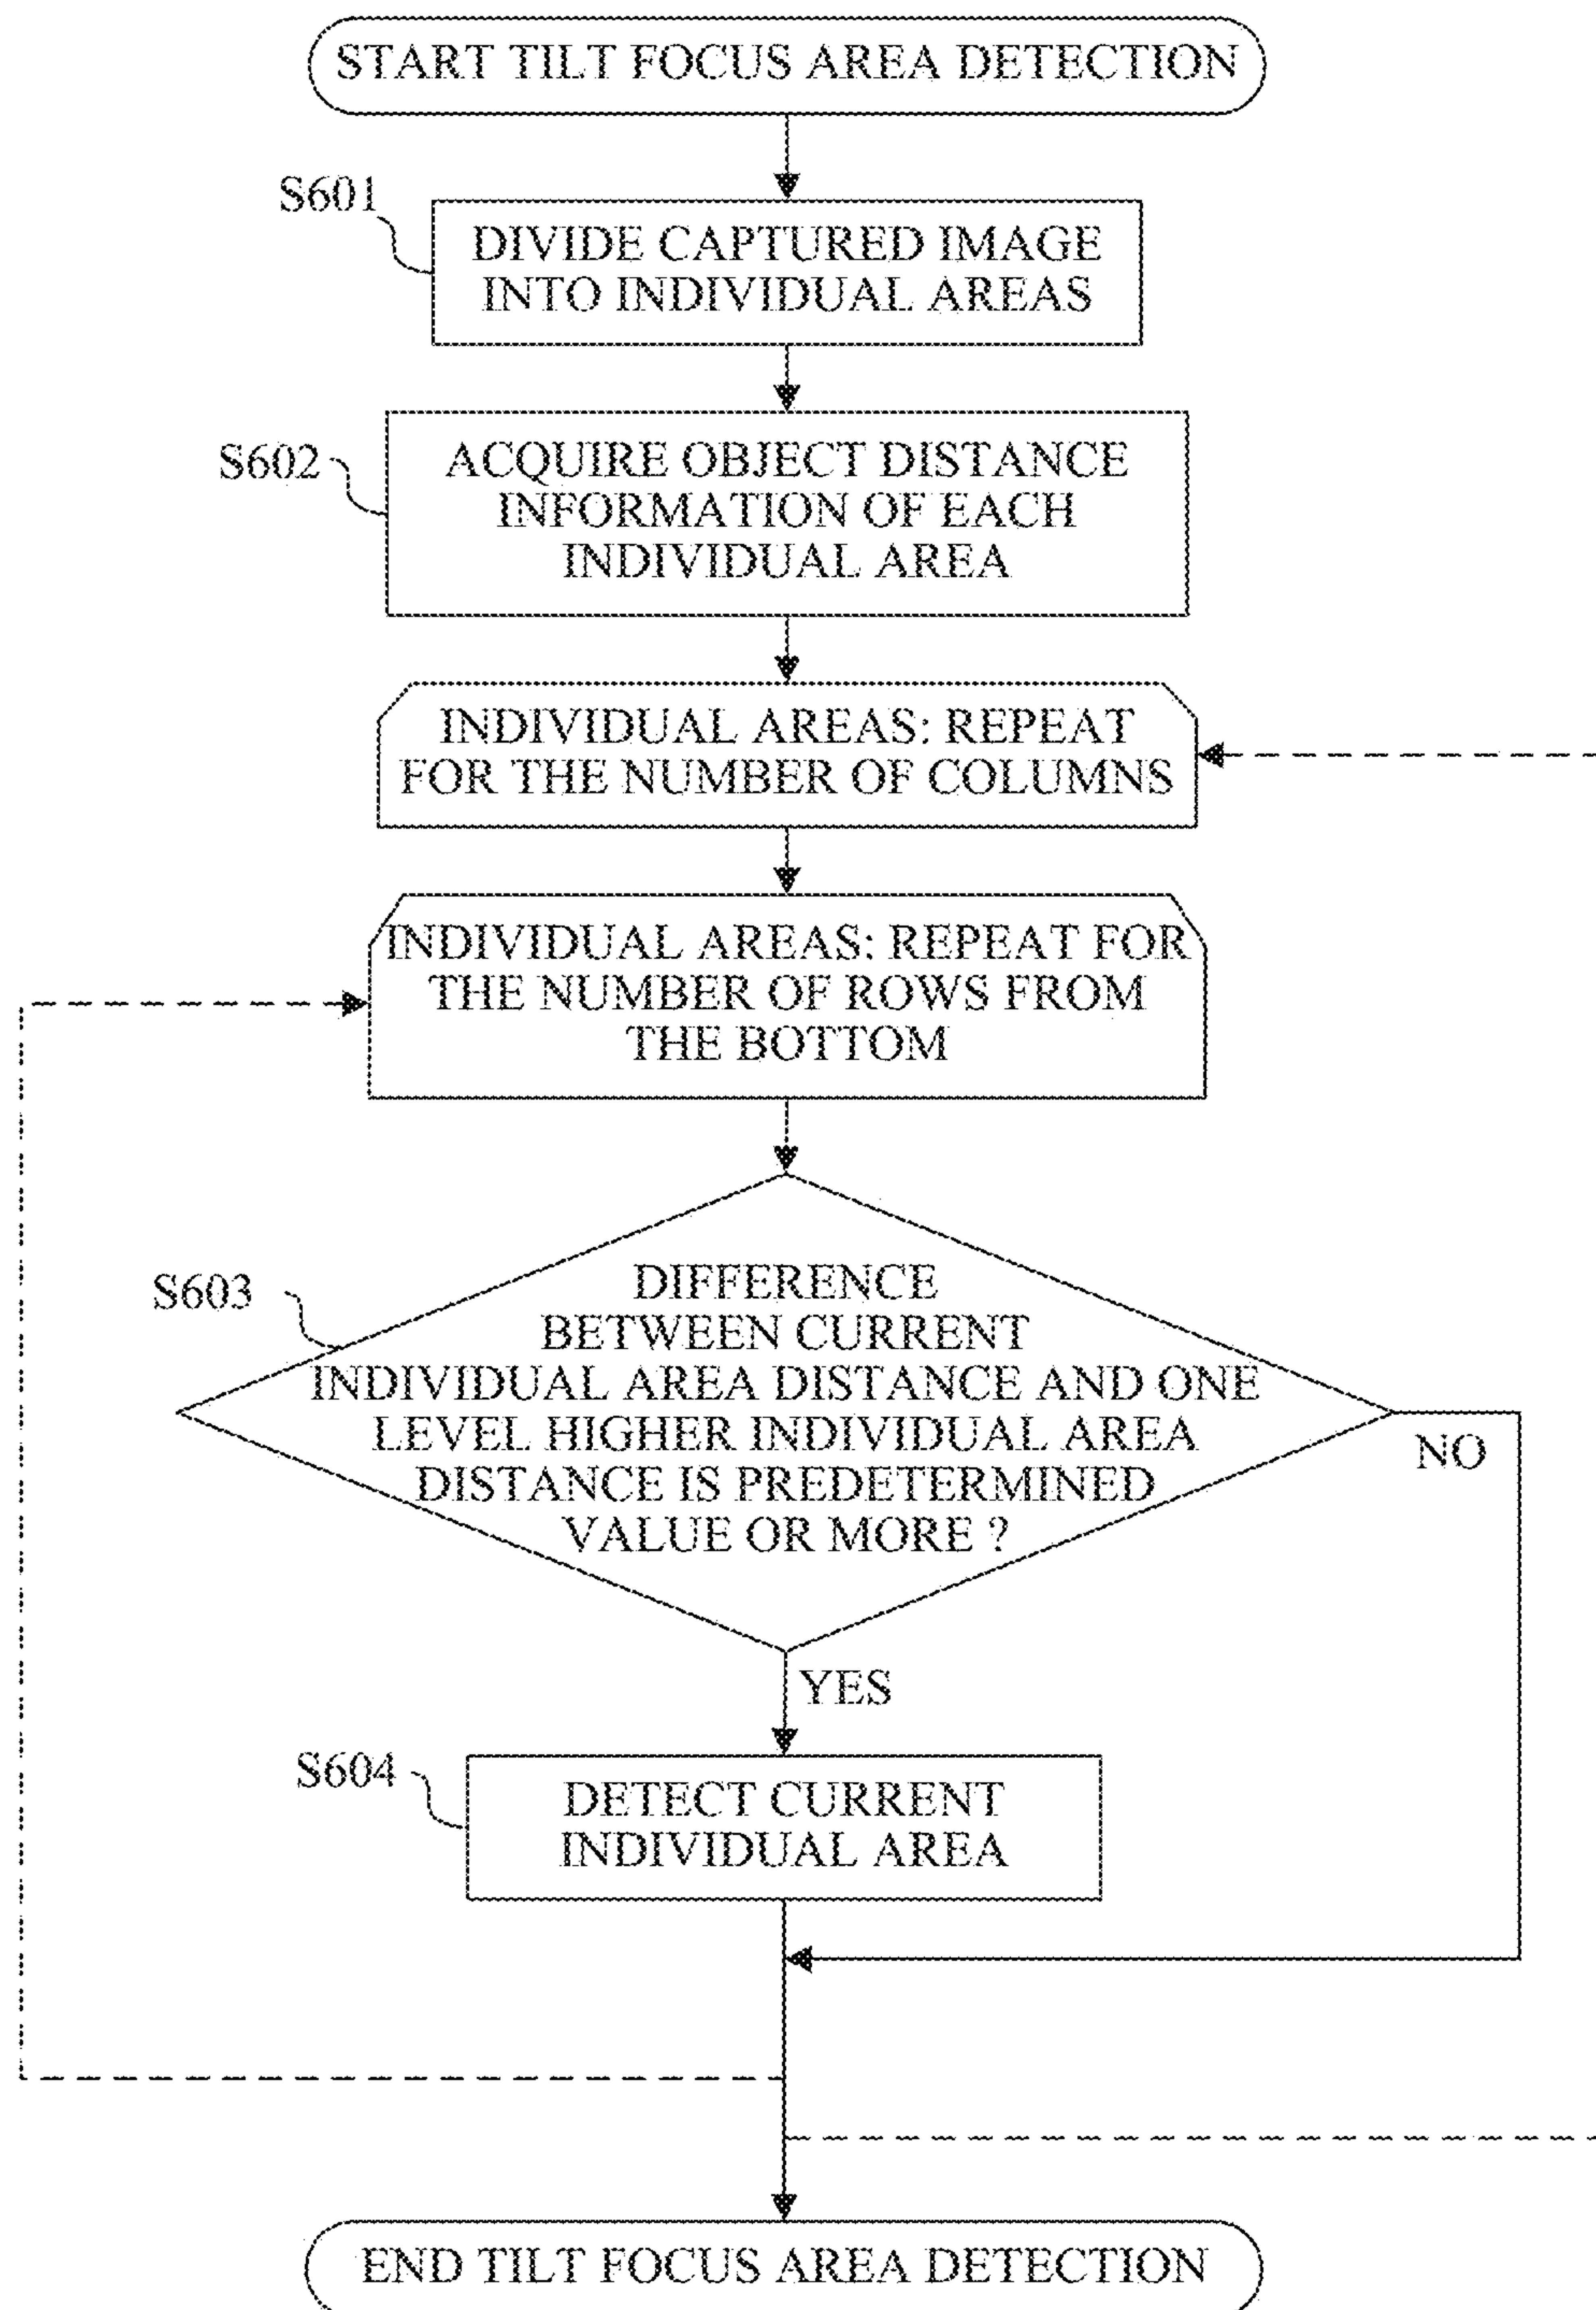 START TILT FOCUS AREA DETECTION
S601
DIVIDE CAPTURED IMAGE
INTO INDIVIDUAL AREAS
S602
ACQUIRE OBJECT DISTANCE
INFORMATION OF EACH
INDIVIDUAL AREA
INDIVIDUAL AREAS: REPEAT
FOR THE NUMBER OF COLUMNS
INDIVIDUAL AREAS: REPEAT FOR
THE NUMBER OF ROWS FROM
THE BOTTOM
S603
DIFFERENCE
BETWEEN CURRENT
INDIVIDUAL AREA DISTANCE AND ONE
LEVEL HIGHER INDIVIDUAL AREA
DISTANCE IS PREDETERMINED
VALUE OR MORE ?
NO
YES
S604
DETECT CURRENT
INDIVIDUAL AREA
END TILT FOCUS AREA DETECTION